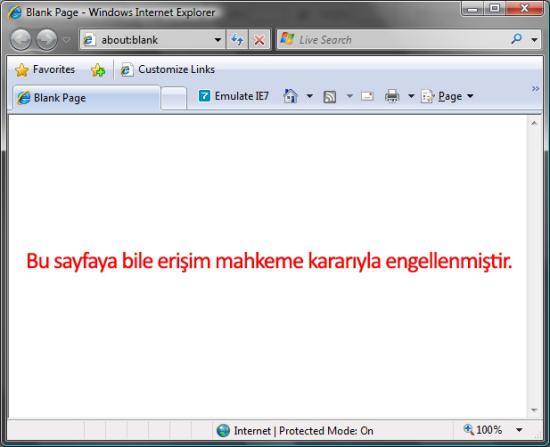 Blank Page - Windows Internet Explorer
about:blank
Live Search
Favorites
Customize Links
Blank Page
7 Emulate IE7
Page
»
Bu sayfaya bile erişim mahkeme kararıyla engellenmiştir.
Internet | Protected Mode: On
100%